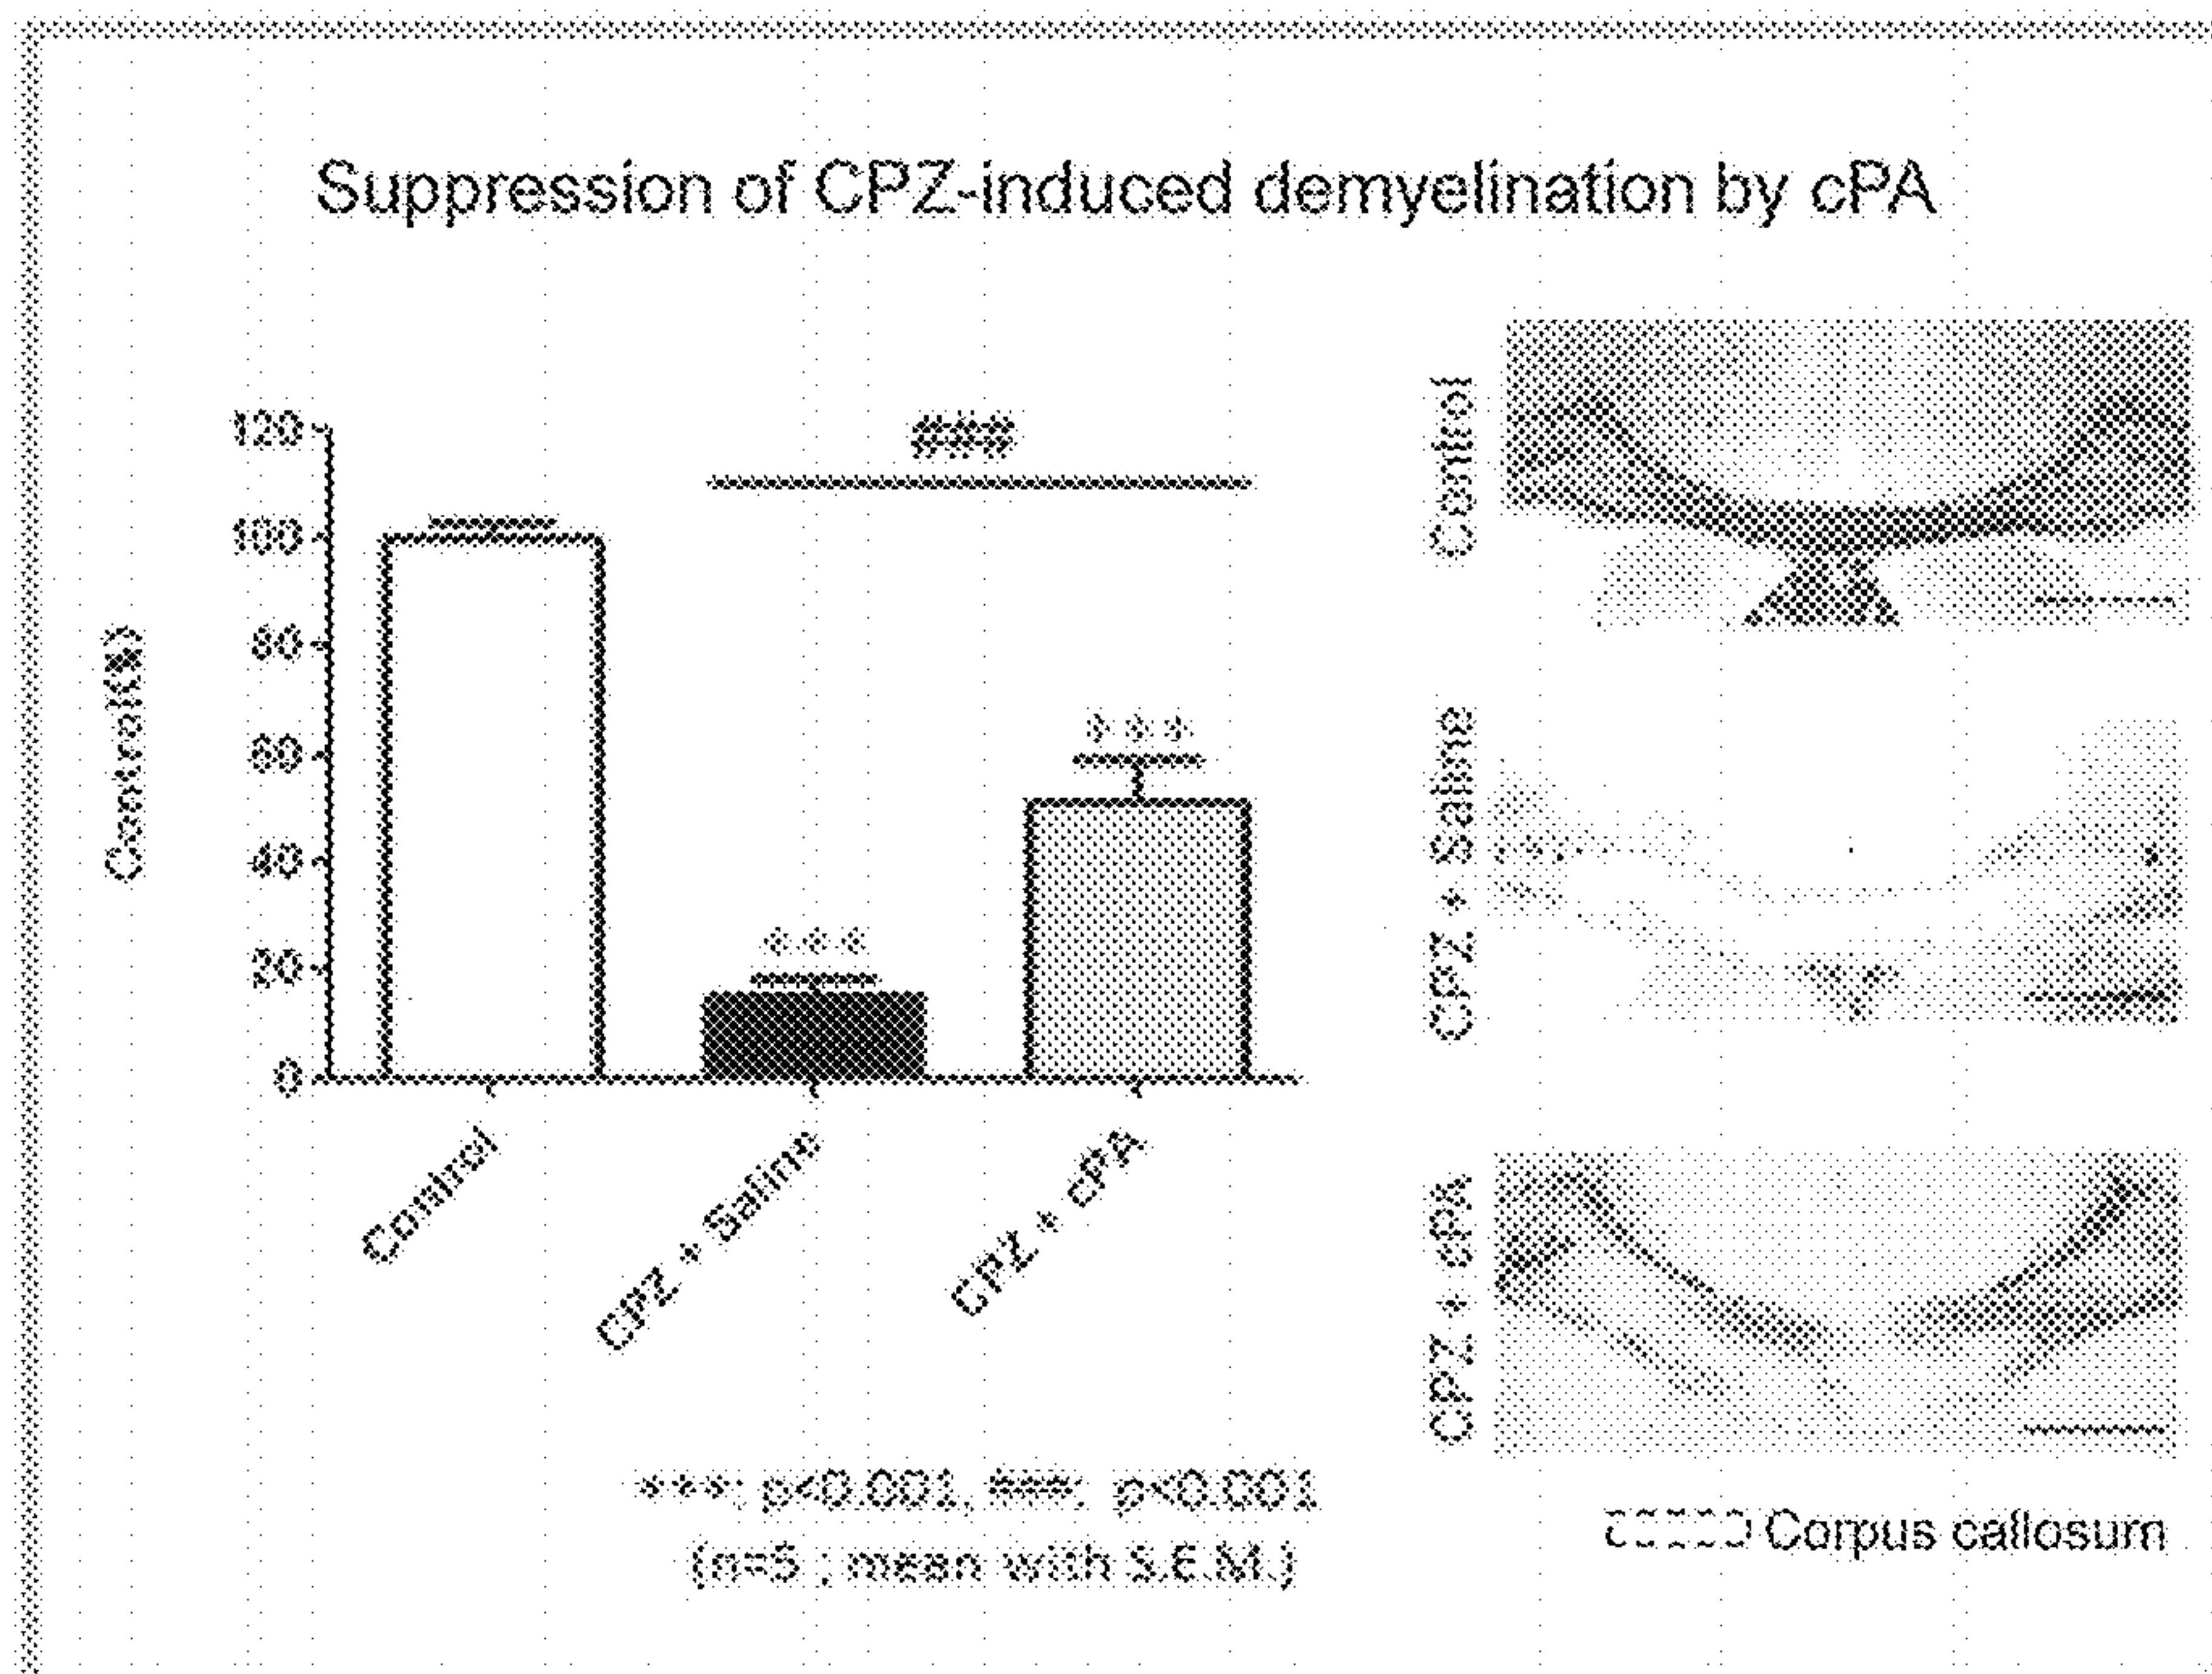 Suppression of CPZ-induced demyelination by cPA
Control(%)
120
100
80
60
40
20
0
###
***
***
Control
CPZ + Saline
CPZ + cPA
***: p<0.001, ###: p<0.001
(n=5 ; mean with S.E.M.)
Control
CPZ + Saline
CPZ + cPA
Corpus callosum